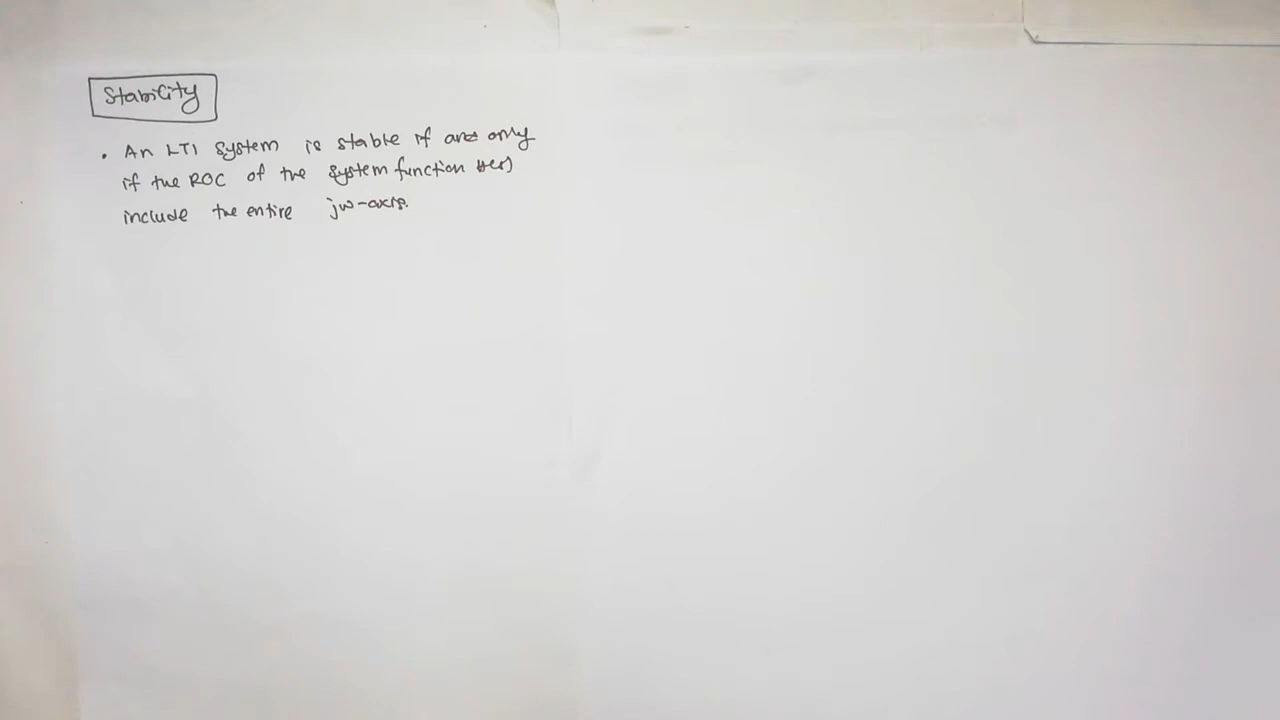 Stability
• An LTI system is stable if and only
if the ROC of the system function H(s)
include the entire jw-axis.